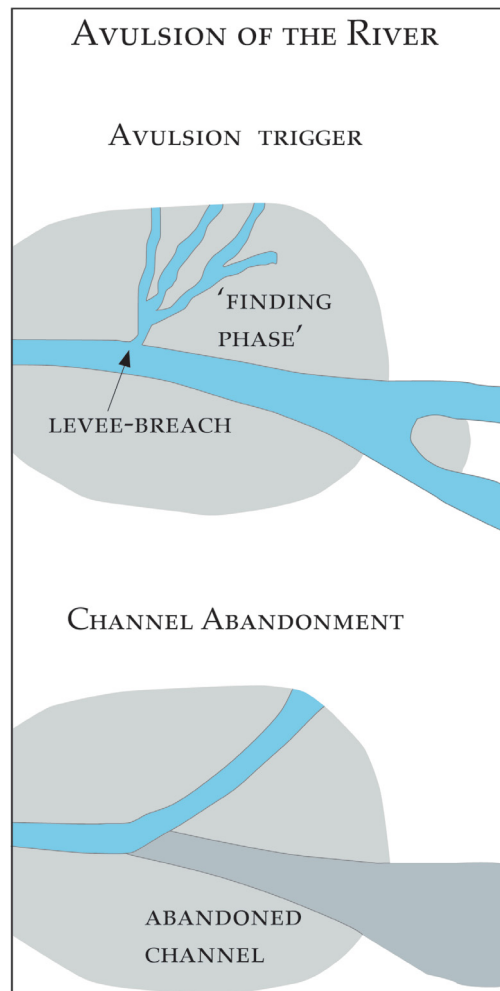 Avulsion of the River
Avulsion trigger
'finding
phase'
levee-breach
Channel Abandonment
abandoned
channel